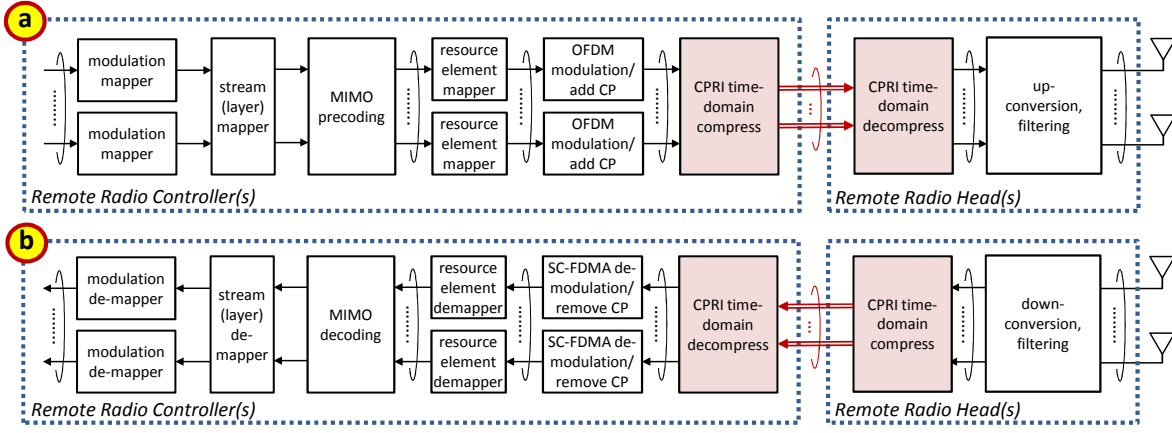 a
modulation
mapper
modulation
mapper
stream
(layer)
mapper
MIMO
precoding
resource
element
mapper
resource
element
mapper
OFDM
modulation/
add CP
OFDM
modulation/
add CP
CPRI time-
domain
compress
CPRI time-
domain
decompress
up-
conversion,
filtering
Remote Radio Controller(s)
Remote Radio Head(s)
b
modulation
de-mapper
modulation
de-mapper
stream
(layer)
de-
mapper
MIMO
decoding
resource
element
demapper
resource
element
demapper
SC-FDMA de-
modulation/
remove CP
SC-FDMA de-
modulation/
remove CP
CPRI time-
domain
decompress
CPRI time-
domain
compress
down-
conversion,
filtering
Remote Radio Controller(s)
Remote Radio Head(s)